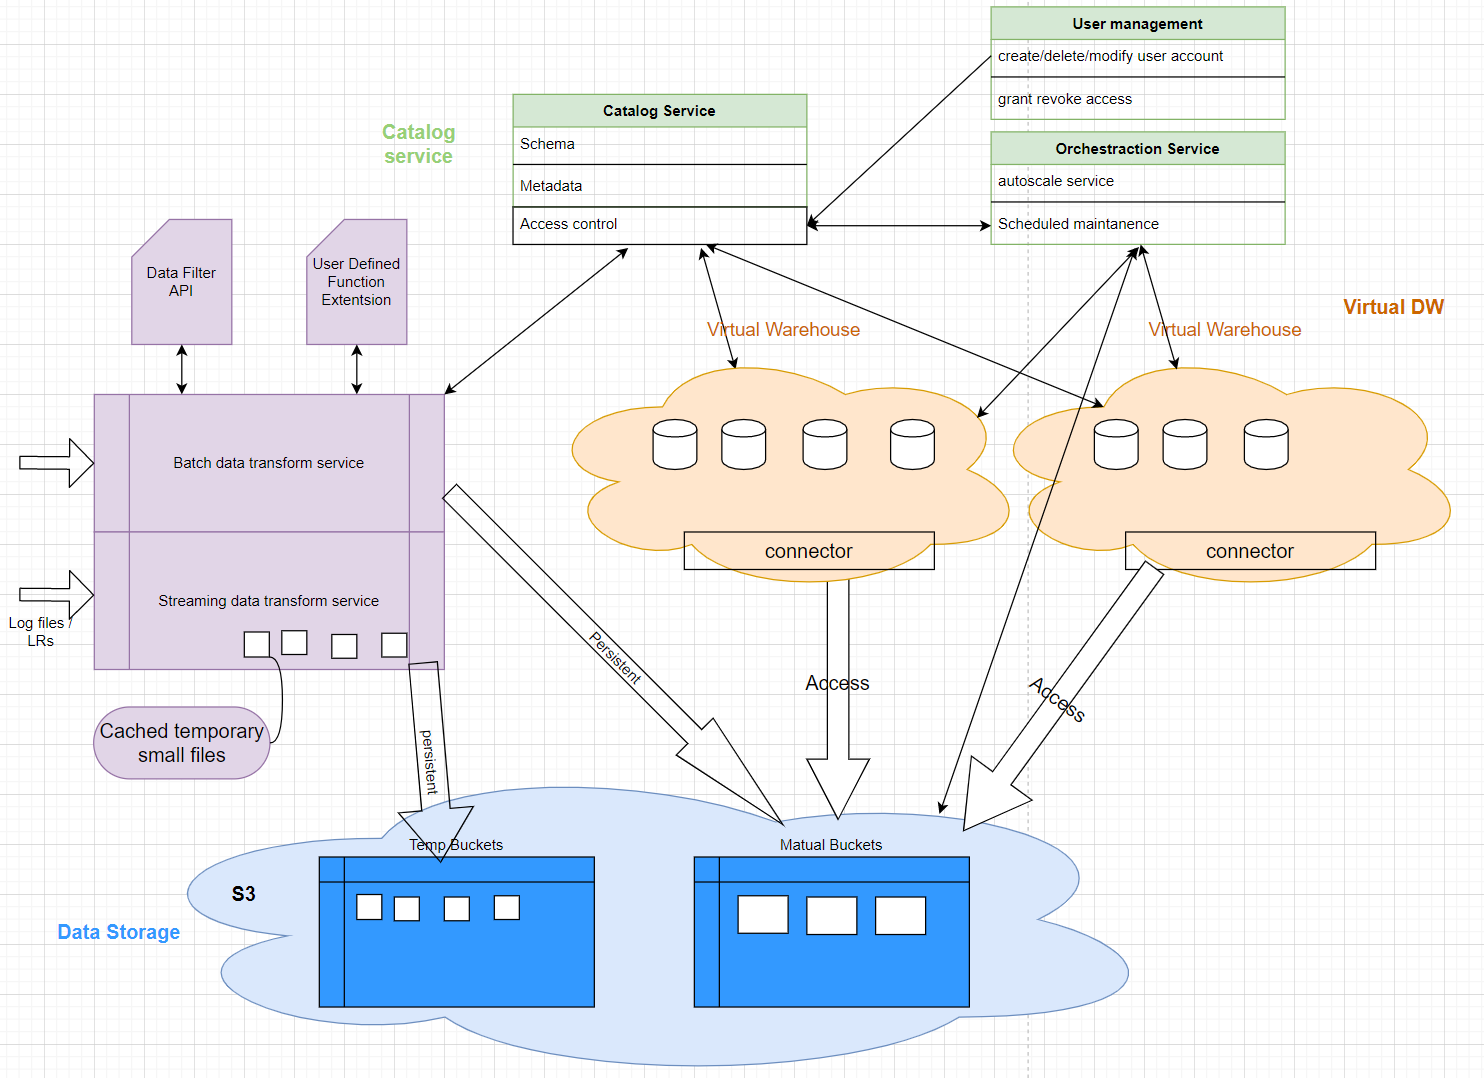 User management
create/delete/modify user account
grant revoke access
Catalog Service
Schema
Metadata
Access control
Catalog
service
Orchestraction Service
autoscale service
Scheduled maintanence
Data Filter
API
User Defined
Function
Extentsion
Virtual Warehouse
Virtual Warehouse
Virtual DW
Batch data transform service
Streaming data transform service
Log files /
LRs
Cached temporary
small files
connector
connector
Persistent
persistent
Access
Access
Temp Buckets
Matual Buckets
S3
Data Storage